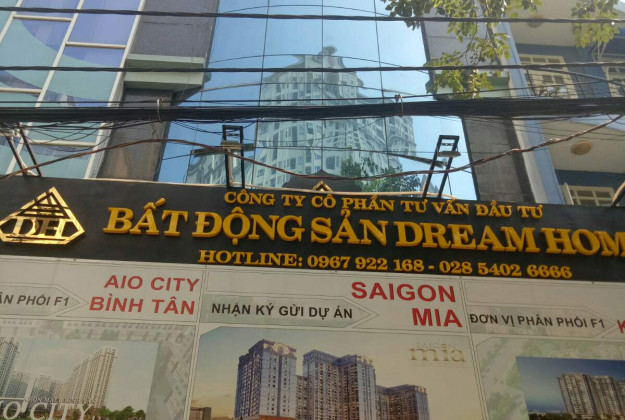 CÔNG TY CỔ PHẦN TƯ VẤN ĐẦU TƯ
DH
BẤT ĐỘNG SẢN DREAM HOM
HOTLINE: 0967 922 168 - 028 5402 6666
AIO CITY
BÌNH TÂN
PHỐI F1
SAIGON
MIA
NHẬN KÝ GỬI DỰ ÁN
ĐƠN VỊ PHÂN PHỐI F1
K
mia
O CITY